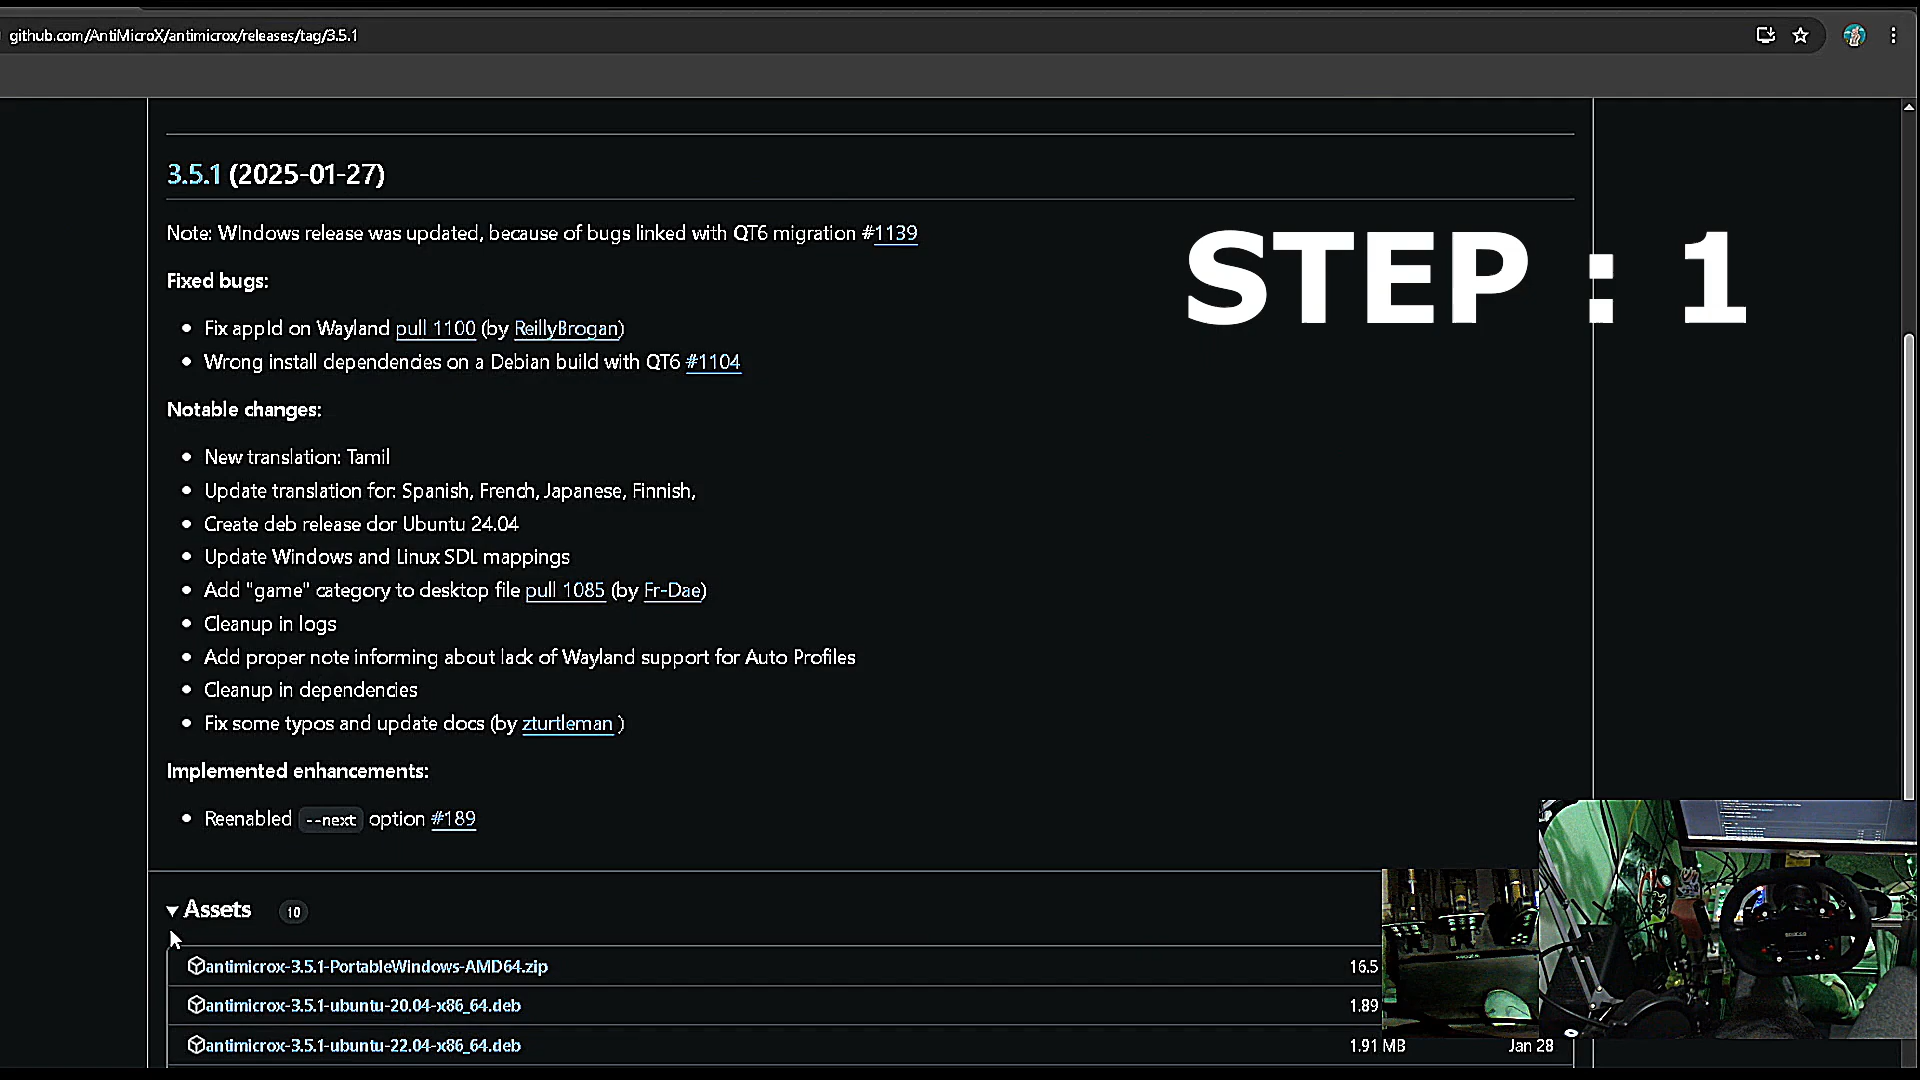 github.com/AntiMicroX/antimicrox/releases/tag/3.5.1
3.5.1 (2025-01-27)
Note: WIndows release was updated, because of bugs linked with QT6 migration #1139
STEP : 1
Fixed bugs:
Fix appId on Wayland pull 1100 (by ReillyBrogan)
Wrong install dependencies on a Debian build with QT6 #1104
Notable changes:
New translation: Tamil
Update translation for: Spanish, French, Japanese, Finnish,
Create deb release dor Ubuntu 24.04
Update Windows and Linux SDL mappings
Add "game" category to desktop file pull 1085 (by Fr-Dae)
Cleanup in logs
Add proper note informing about lack of Wayland support for Auto Profiles
Cleanup in dependencies
Fix some typos and update docs (by zturtleman )
Implemented enhancements:
Reenabled --next option #189
Assets 10
antimicrox-3.5.1-PortableWindows-AMD64.zip 16.5
antimicrox-3.5.1-ubuntu-20.04-x86_64.deb 1.89
antimicrox-3.5.1-ubuntu-22.04-x86_64.deb 1.91 MB Jan 28